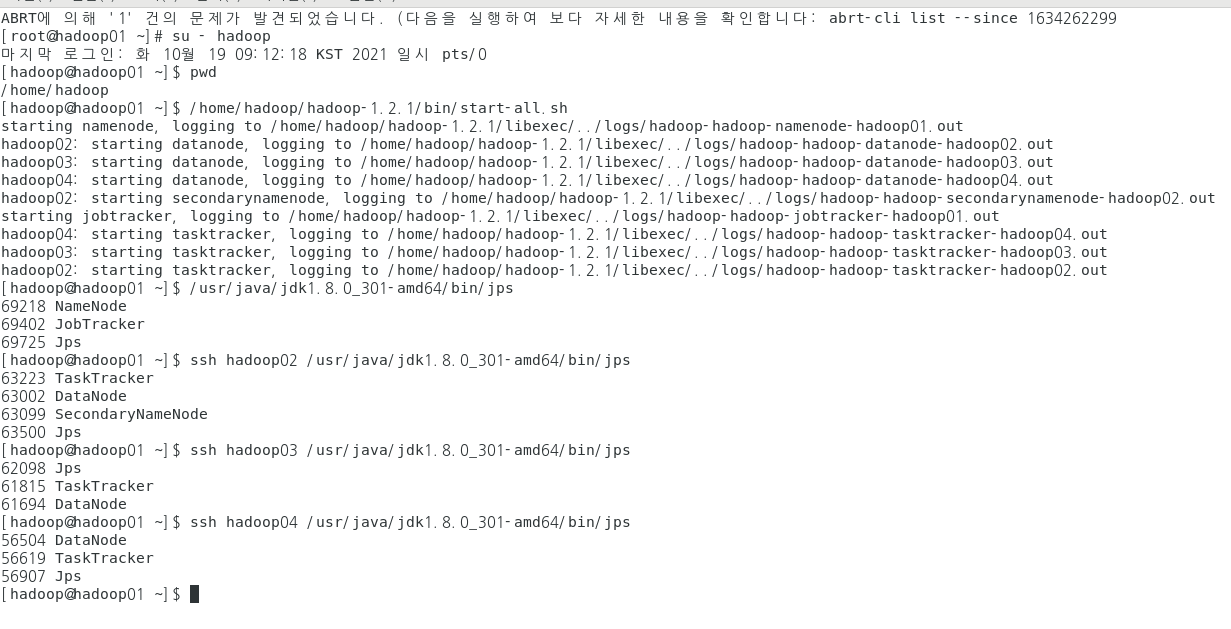 ABRT에 의해 '1' 건의 문제가 발견되었습니다. (다음을 실행하여 보다 자세한 내용을 확인합니다: abrt-cli list --since 1634262299
[root@hadoop01 ~]# su - hadoop
마지막 로그인: 화 10월 19 09:12:18 KST 2021 일시 pts/0
[hadoop@hadoop01 ~]$ pwd
/home/hadoop
[hadoop@hadoop01 ~]$ /home/hadoop/hadoop-1.2.1/bin/start-all.sh
starting namenode, logging to /home/hadoop/hadoop-1.2.1/libexec/../logs/hadoop-hadoop-namenode-hadoop01.out
hadoop02: starting datanode, logging to /home/hadoop/hadoop-1.2.1/libexec/../logs/hadoop-hadoop-datanode-hadoop02.out
hadoop03: starting datanode, logging to /home/hadoop/hadoop-1.2.1/libexec/../logs/hadoop-hadoop-datanode-hadoop03.out
hadoop04: starting datanode, logging to /home/hadoop/hadoop-1.2.1/libexec/../logs/hadoop-hadoop-datanode-hadoop04.out
hadoop02: starting secondarynamenode, logging to /home/hadoop/hadoop-1.2.1/libexec/../logs/hadoop-hadoop-secondarynamenode-hadoop02.out
starting jobtracker, logging to /home/hadoop/hadoop-1.2.1/libexec/../logs/hadoop-hadoop-jobtracker-hadoop01.out
hadoop04: starting tasktracker, logging to /home/hadoop/hadoop-1.2.1/libexec/../logs/hadoop-hadoop-tasktracker-hadoop04.out
hadoop03: starting tasktracker, logging to /home/hadoop/hadoop-1.2.1/libexec/../logs/hadoop-hadoop-tasktracker-hadoop03.out
hadoop02: starting tasktracker, logging to /home/hadoop/hadoop-1.2.1/libexec/../logs/hadoop-hadoop-tasktracker-hadoop02.out
[hadoop@hadoop01 ~]$ /usr/java/jdk1.8.0_301-amd64/bin/jps
69218 NameNode
69402 JobTracker
69725 Jps
[hadoop@hadoop01 ~]$ ssh hadoop02 /usr/java/jdk1.8.0_301-amd64/bin/jps
63223 TaskTracker
63002 DataNode
63099 SecondaryNameNode
63500 Jps
[hadoop@hadoop01 ~]$ ssh hadoop03 /usr/java/jdk1.8.0_301-amd64/bin/jps
62098 Jps
61815 TaskTracker
61694 DataNode
[hadoop@hadoop01 ~]$ ssh hadoop04 /usr/java/jdk1.8.0_301-amd64/bin/jps
56504 DataNode
56619 TaskTracker
56907 Jps
[hadoop@hadoop01 ~]$